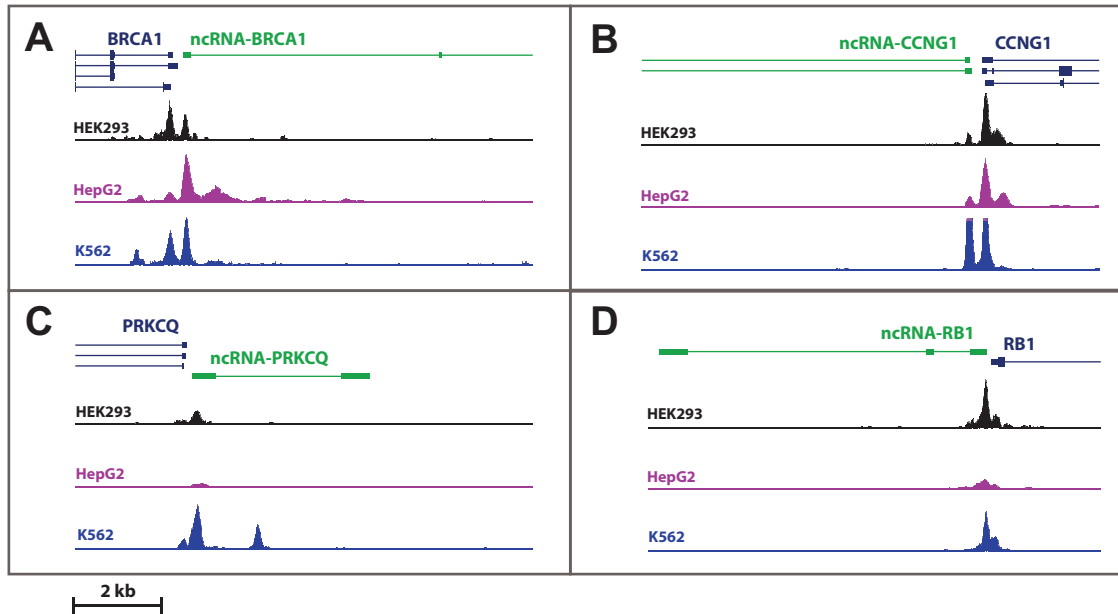 A
BRCA1 ncRNA-BRCA1
HEK293
HepG2
K562
B
ncRNA-CCNG1 CCNG1
HEK293
HepG2
K562
C
PRKCQ
ncRNA-PRKCQ
HEK293
HepG2
K562
D
ncRNA-RB1
RB1
HEK293
HepG2
K562
2 kb